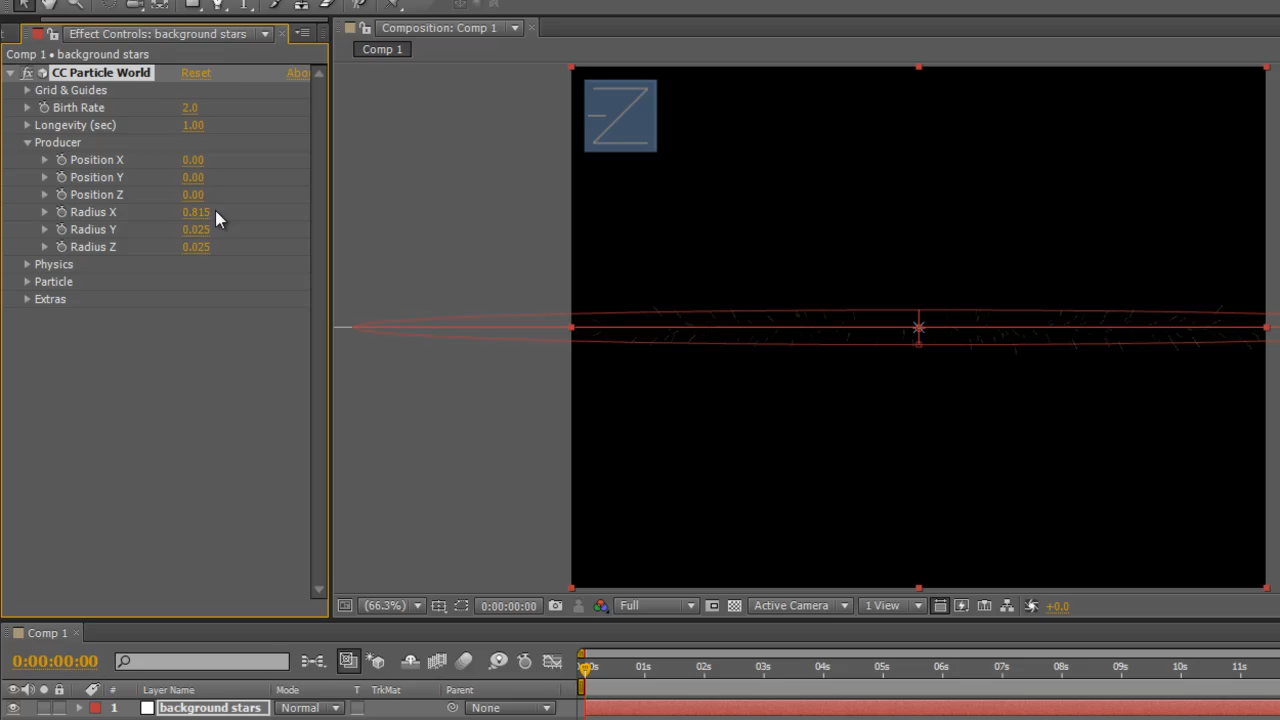 Effect Controls: background stars
Composition: Comp 1
Comp 1
Comp 1 • background stars
fx CC Particle World Reset Abo
Grid & Guides
Birth Rate 2.0
Longevity (sec) 1.00
Producer
Position X 0.00
Position Y 0.00
Position Z 0.00
Radius X 0.815
Radius Y 0.025
Radius Z 0.025
Physics
Particle
Extras
-Z
(66.3%) 0:00:00:00 Full Active Camera 1 View +0.0
Comp 1
0:00:00:00
0s 01s 02s 03s 04s 05s 06s 07s 08s 09s 10s 11s
# Layer Name Mode T TrkMat Parent
1 background stars Normal None